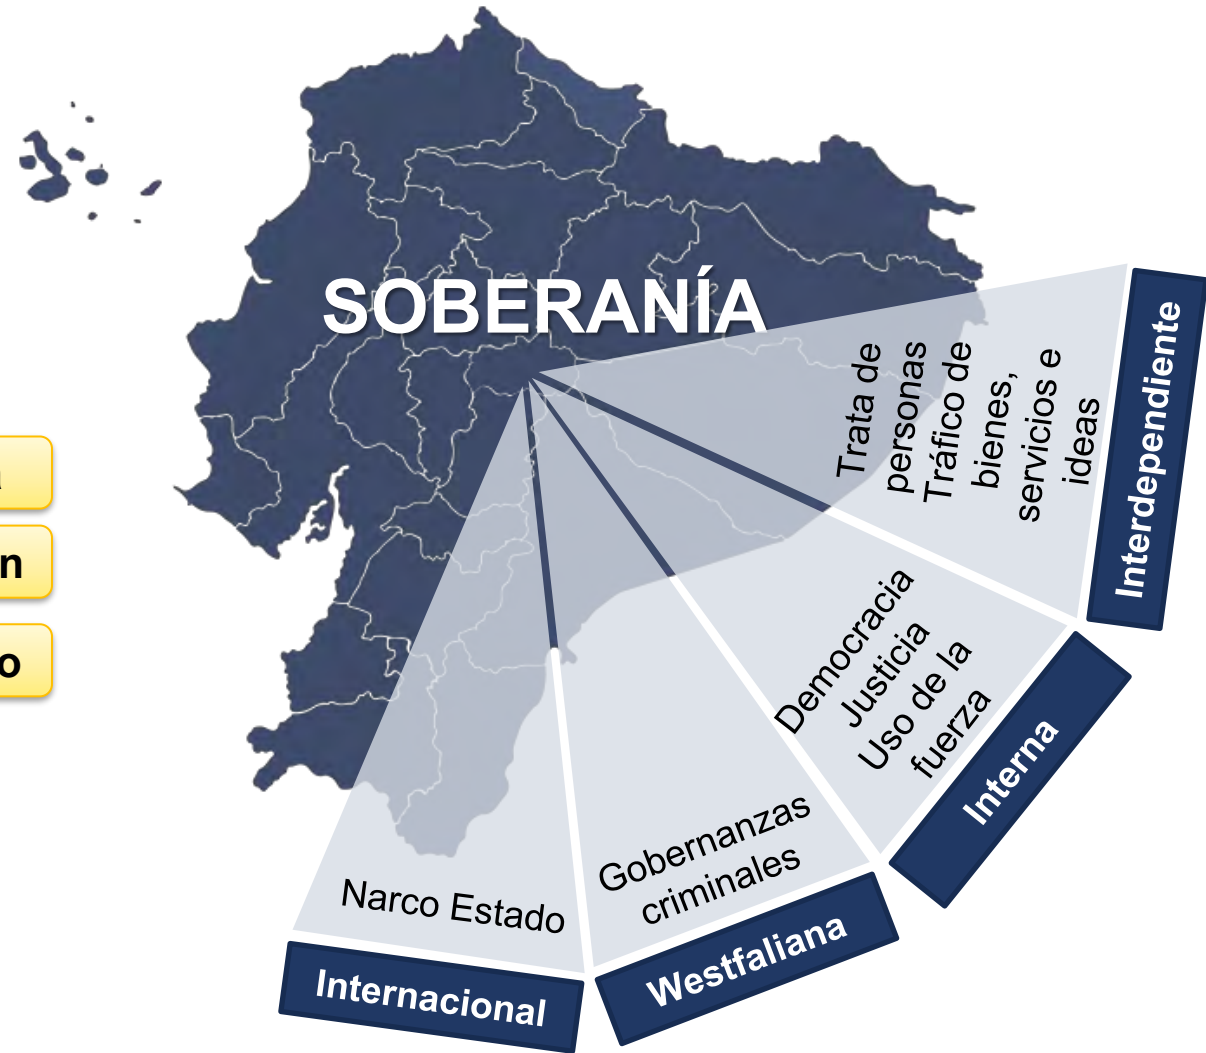 SOBERANÍA
Trata de
personas
Tráfico de
bienes,
servicios e
ideas
Interdependiente
Democracia
Justicia
Uso de la
fuerza
Interna
Gobernanzas
criminales
Westfaliana
Narco Estado
Internacional
n
o